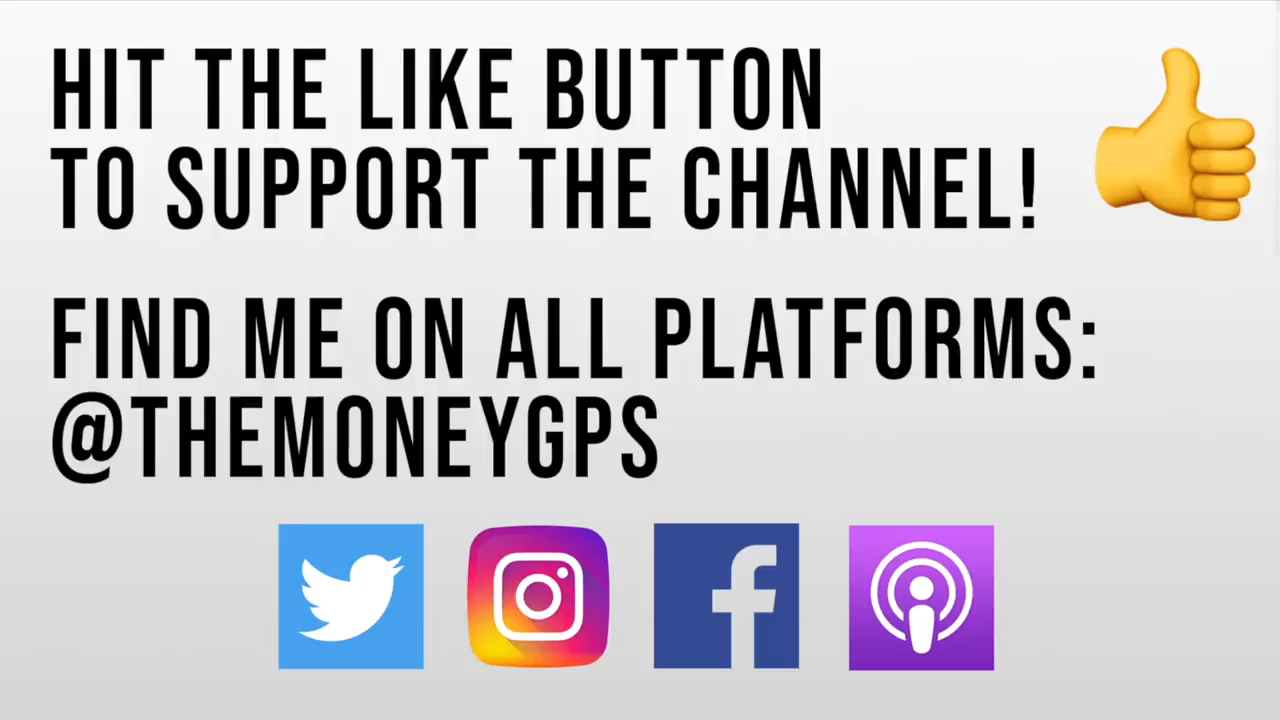 HIT THE LIKE BUTTON
TO SUPPORT THE CHANNEL!
FIND ME ON ALL PLATFORMS:
@THEMONEYGPS